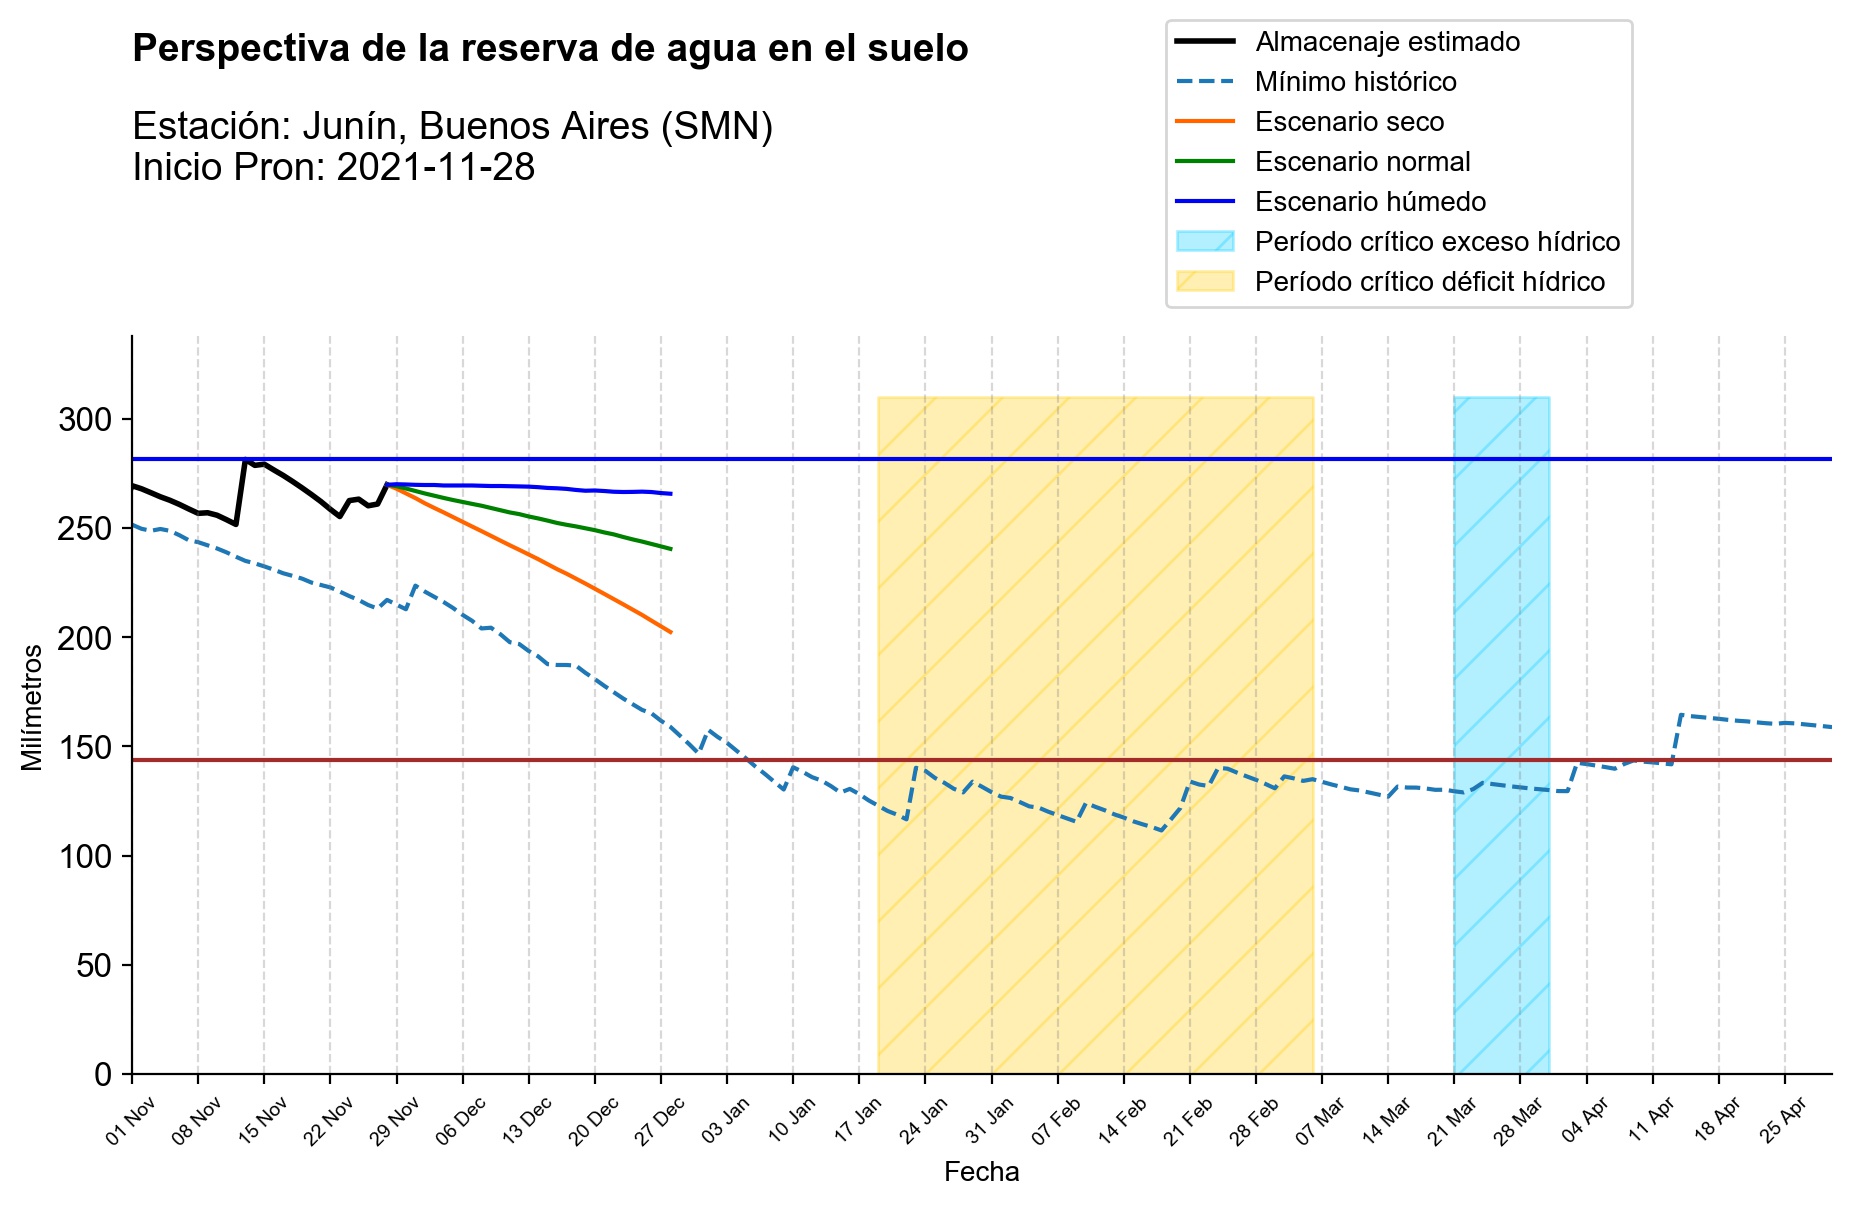 Perspectiva de la reserva de agua en el suelo
Estación: Junín, Buenos Aires (SMN)
Inicio Pron: 2021-11-28
Almacenaje estimado
Mínimo histórico
Escenario seco
Escenario normal
Escenario húmedo
Período crítico exceso hídrico
Período crítico déficit hídrico
Milímetros
300
250
200
150
100
50
0
01 Nov
08 Nov
15 Nov
22 Nov
29 Nov
06 Dec
13 Dec
20 Dec
27 Dec
03 Jan
10 Jan
17 Jan
24 Jan
31 Jan
07 Feb
14 Feb
21 Feb
28 Feb
07 Mar
14 Mar
21 Mar
28 Mar
04 Apr
11 Apr
18 Apr
25 Apr
Fecha